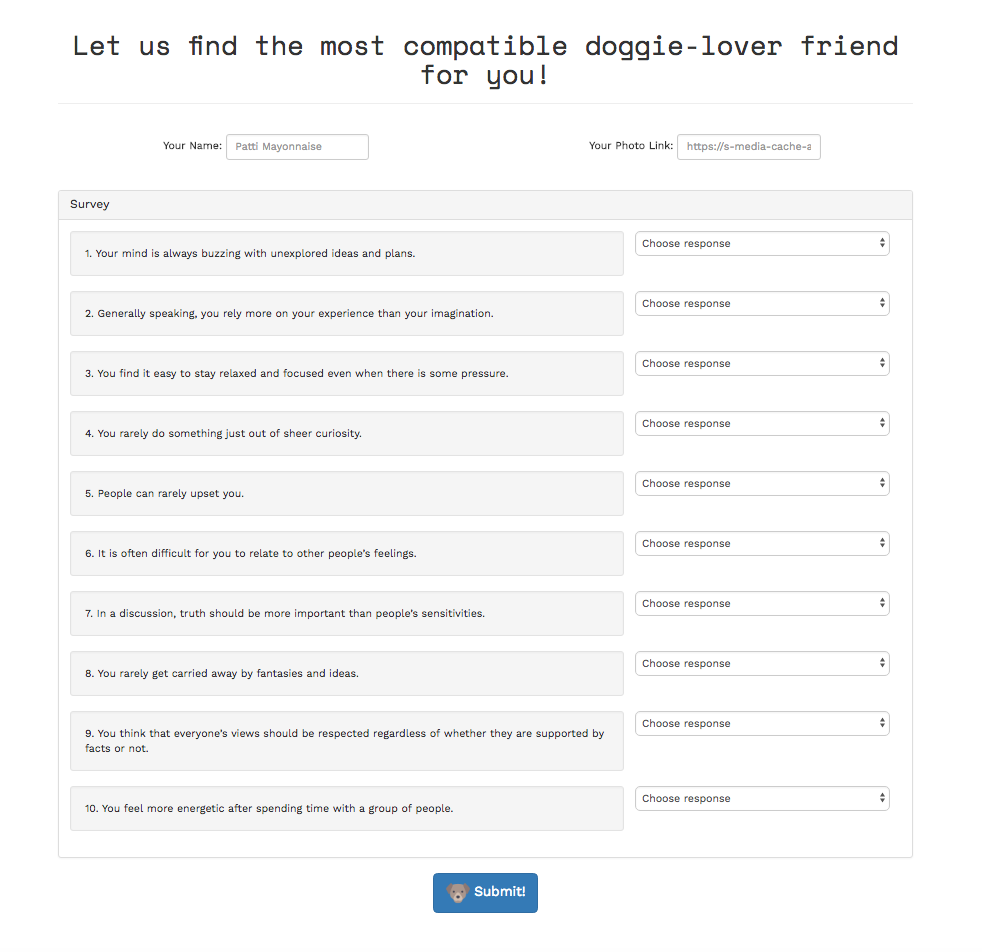 Let us find the most compatible doggie-lover friend
for you!
Your Name: Patti Mayonnaise
Your Photo Link: https://s-media-cache-a
Survey
1. Your mind is always buzzing with unexplored ideas and plans.
Choose response
2. Generally speaking, you rely more on your experience than your imagination.
Choose response
3. You find it easy to stay relaxed and focused even when there is some pressure.
Choose response
4. You rarely do something just out of sheer curiosity.
Choose response
5. People can rarely upset you.
Choose response
6. It is often difficult for you to relate to other people's feelings.
Choose response
7. In a discussion, truth should be more important than people's sensitivities.
Choose response
8. You rarely get carried away by fantasies and ideas.
Choose response
9. You think that everyone's views should be respected regardless of whether they are supported by
facts or not.
Choose response
10. You feel more energetic after spending time with a group of people.
Choose response
Submit!